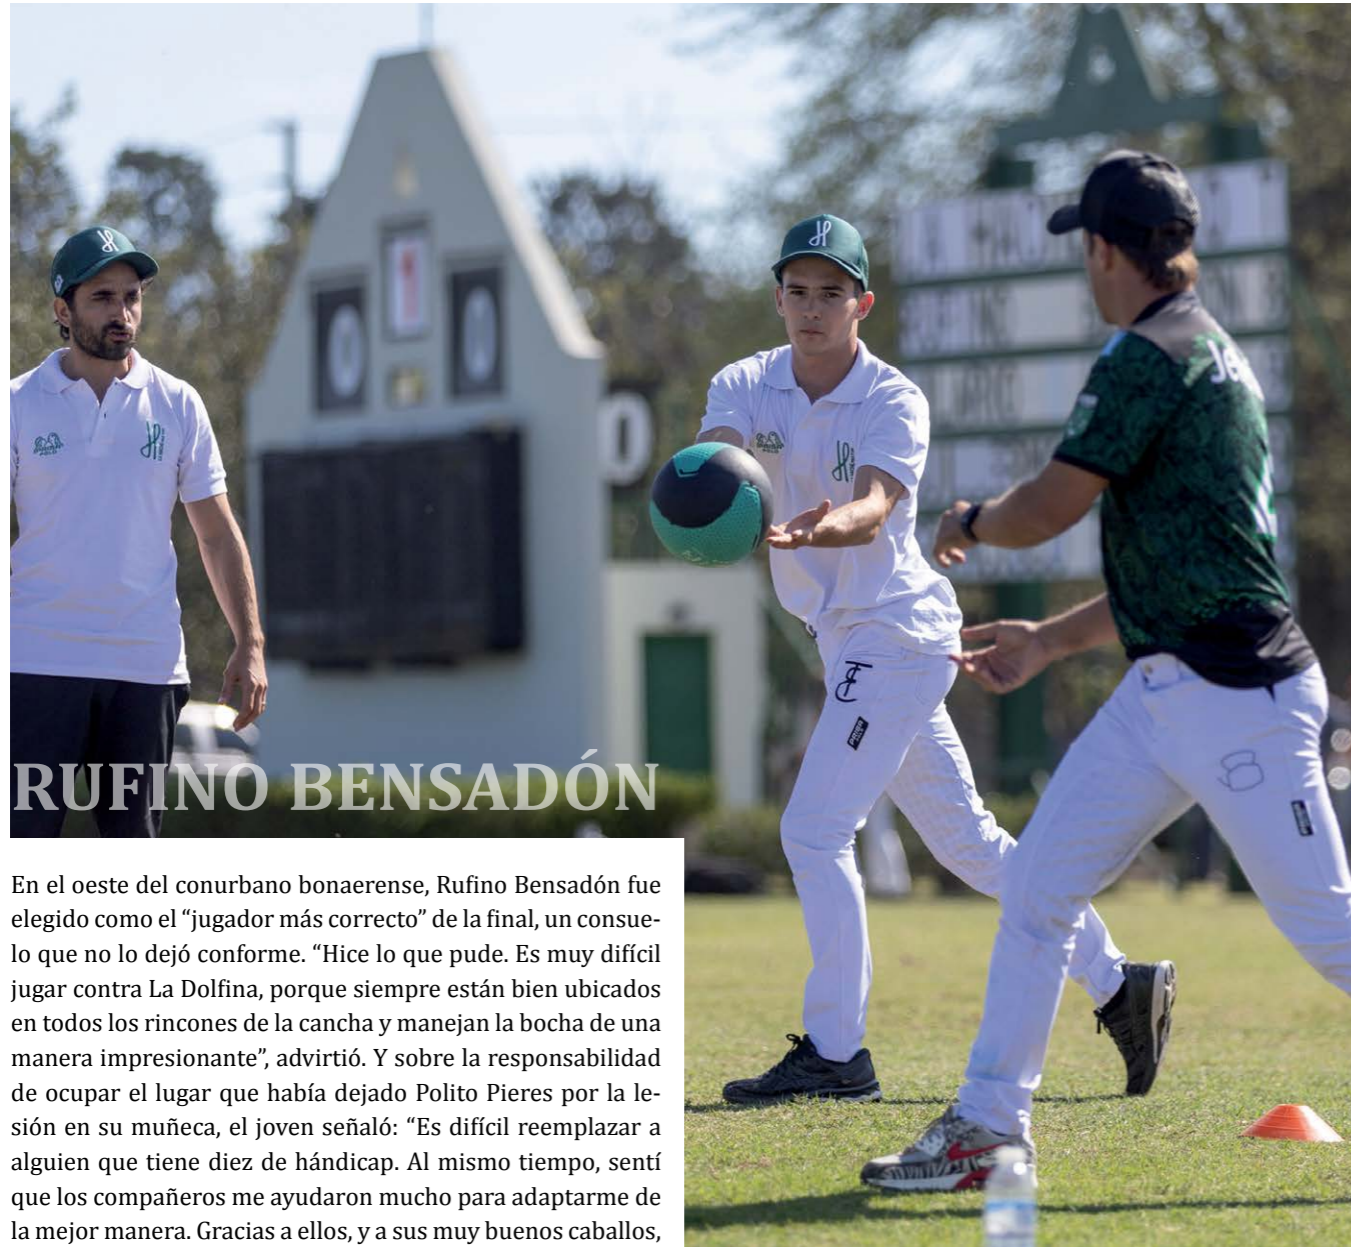 RUFINO BENSADÓN
En el oeste del conurbano bonaerense, Rufino Bensadón fue
elegido como el “jugador más correcto” de la final, un consue-
lo que no lo dejó conforme. “Hice lo que pude. Es muy difícil
jugar contra La Dolfina, porque siempre están bien ubicados
en todos los rincones de la cancha y manejan la bocha de una
manera impresionante”, advirtió. Y sobre la responsabilidad
de ocupar el lugar que había dejado Polito Pieres por la le-
sión en su muñeca, el joven señaló: “Es difícil reemplazar a
alguien que tiene diez de hándicap. Al mismo tiempo, sentí
que los compañeros me ayudaron mucho para adaptarme de
la mejor manera. Gracias a ellos, y a sus muy buenos caballos,